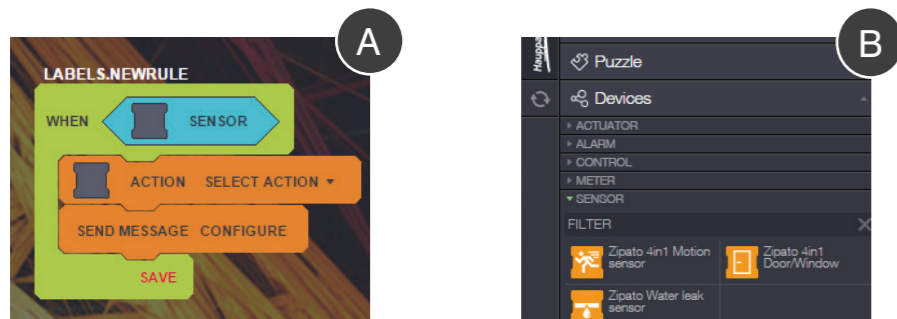 A
LABELS.NEWRULE
WHEN SENSOR
ACTION SELECT ACTION
SEND MESSAGE CONFIGURE
SAVE
B
Puzzle
Devices
ACTUATOR
ALARM
CONTROL
METER
SENSOR
FILTER
Zipato 4in1 Motion
sensor
Zipato 4in1
Door/Window
Zipato Water leak
sensor